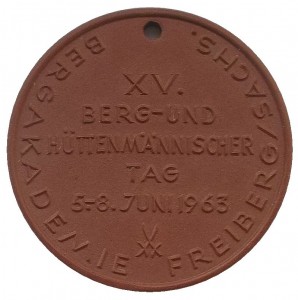 XV.
BERG-UND
HÜTTENMÄNNISCHER
TAG
5.-8. JUNI 1963
BERGAKADEMIE FREIBERG/SACHS.